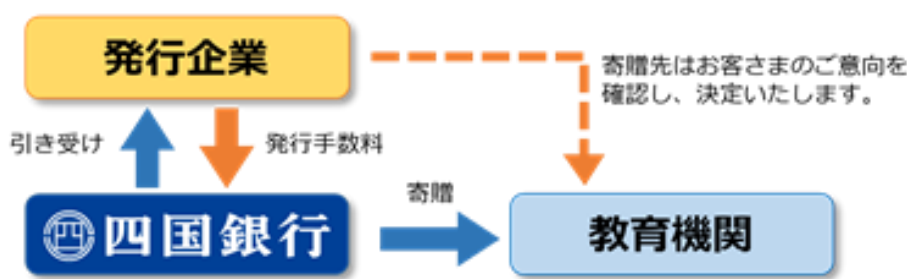 発行企業
寄贈先はお客さまのご意向を
確認し、決定いたします。
引き受け
発行手数料
四国銀行
寄贈
教育機関